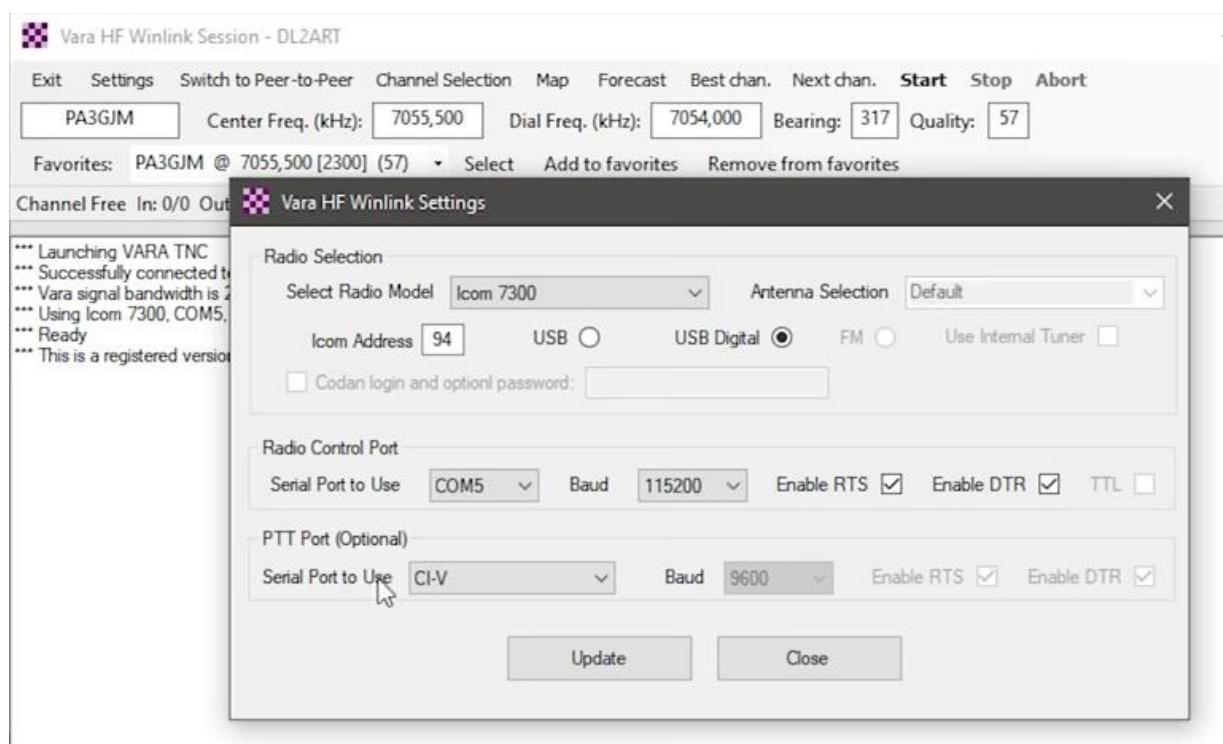 Vara HF Winlink Session - DL2ART
Exit Settings Switch to Peer-to-Peer Channel Selection Map Forecast Best chan. Next chan. Start Stop Abort
PA3GJM Center Freq. (kHz): 7055,500 Dial Freq. (kHz): 7054,000 Bearing: 317 Quality: 57
Favorites: PA3GJM @ 7055,500 [2300] (57) Select Add to favorites Remove from favorites
Channel Free In: 0/0 Out
*** Launching VARA TNC
*** Successfully connected t
*** Vara signal bandwidth is 2
*** Using Icom 7300, COM5,
*** Ready
*** This is a registered version
Vara HF Winlink Settings
Radio Selection
Select Radio Model Icom 7300 Antenna Selection Default
Icom Address 94 USB USB Digital FM Use Internal Tuner
Codan login and optionl password:
Radio Control Port
Serial Port to Use COM5 Baud 115200 Enable RTS Enable DTR TTL
PTT Port (Optional)
Serial Port to Use CI-V Baud 9600 Enable RTS Enable DTR
Update Close